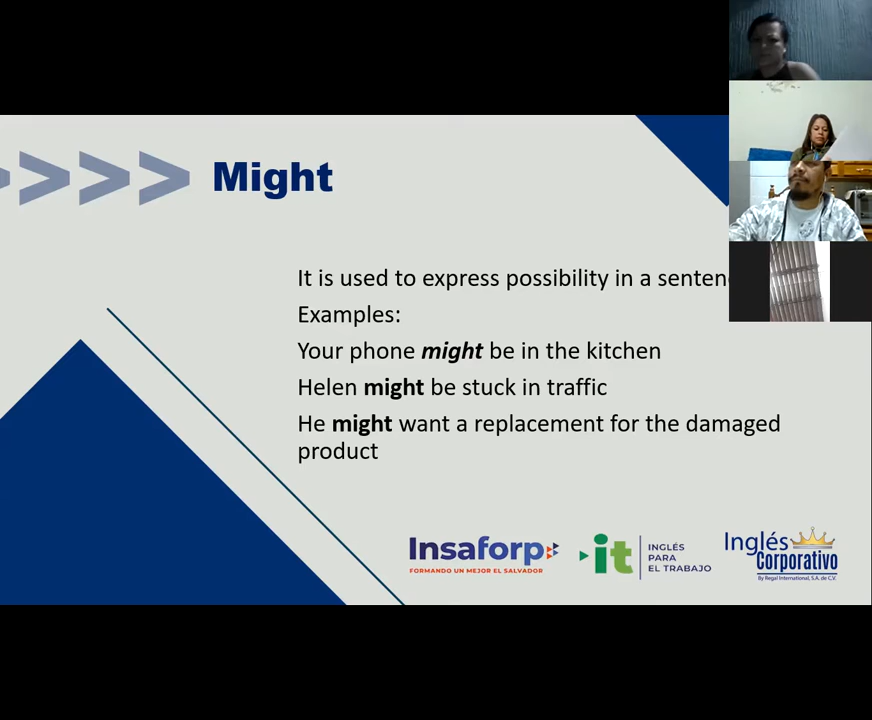 Might
It is used to express possibility in a
Examples:
Your phone might be in the kitchen
Helen might be stuck in traffic
He might want a replacement for the damaged
product
Insaforp
FORMANDO UN MEJOR EL SALVADOR
it
INGLÉS
PARA
EL TRABAJO
Inglés
Corporativo
By Regal International, S.A. de C.V.